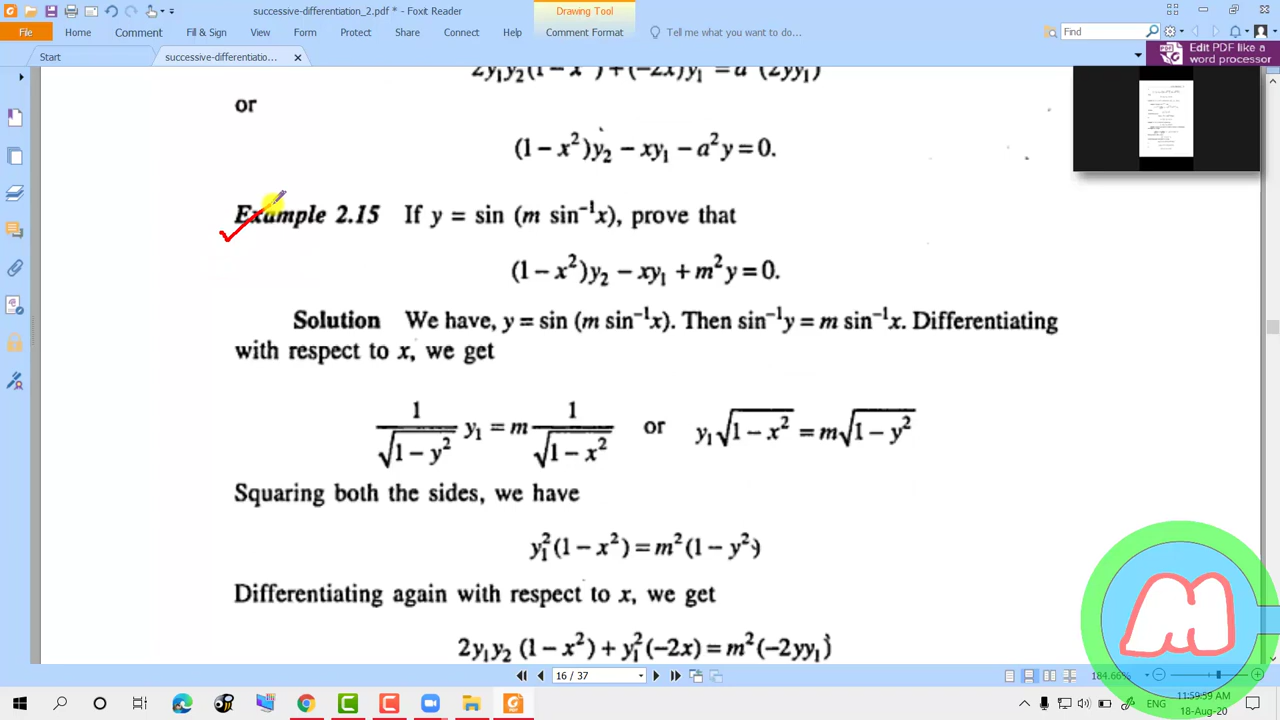 successive-differentiation_2.pdf * - Foxit Reader
Drawing Tool
File Home Comment Fill & Sign View Form Protect Share Connect Help Comment Format Tell me what you want to do... Find
Start successive-differentiatio... Edit PDF like a
word processor
or
(1 − x²)y₂ − xy₁ − a²y = 0.
Example 2.15 If y = sin (m sin⁻¹x), prove that
(1 − x²)y₂ − xy₁ + m²y = 0.
Solution We have, y = sin (m sin⁻¹x). Then sin⁻¹y = m sin⁻¹x. Differentiating
with respect to x, we get
1/√(1 − y²) y₁ = m 1/√(1 − x²) or y₁√(1 − x²) = m√(1 − y²)
Squaring both the sides, we have
y₁²(1 − x²) = m²(1 − y²)
Differentiating again with respect to x, we get
2y₁y₂ (1 − x²) + y₁²(−2x) = m²(−2yy₁)
16 / 37 184.66%
M
ENG 11:59:59 AM
18-Aug-20